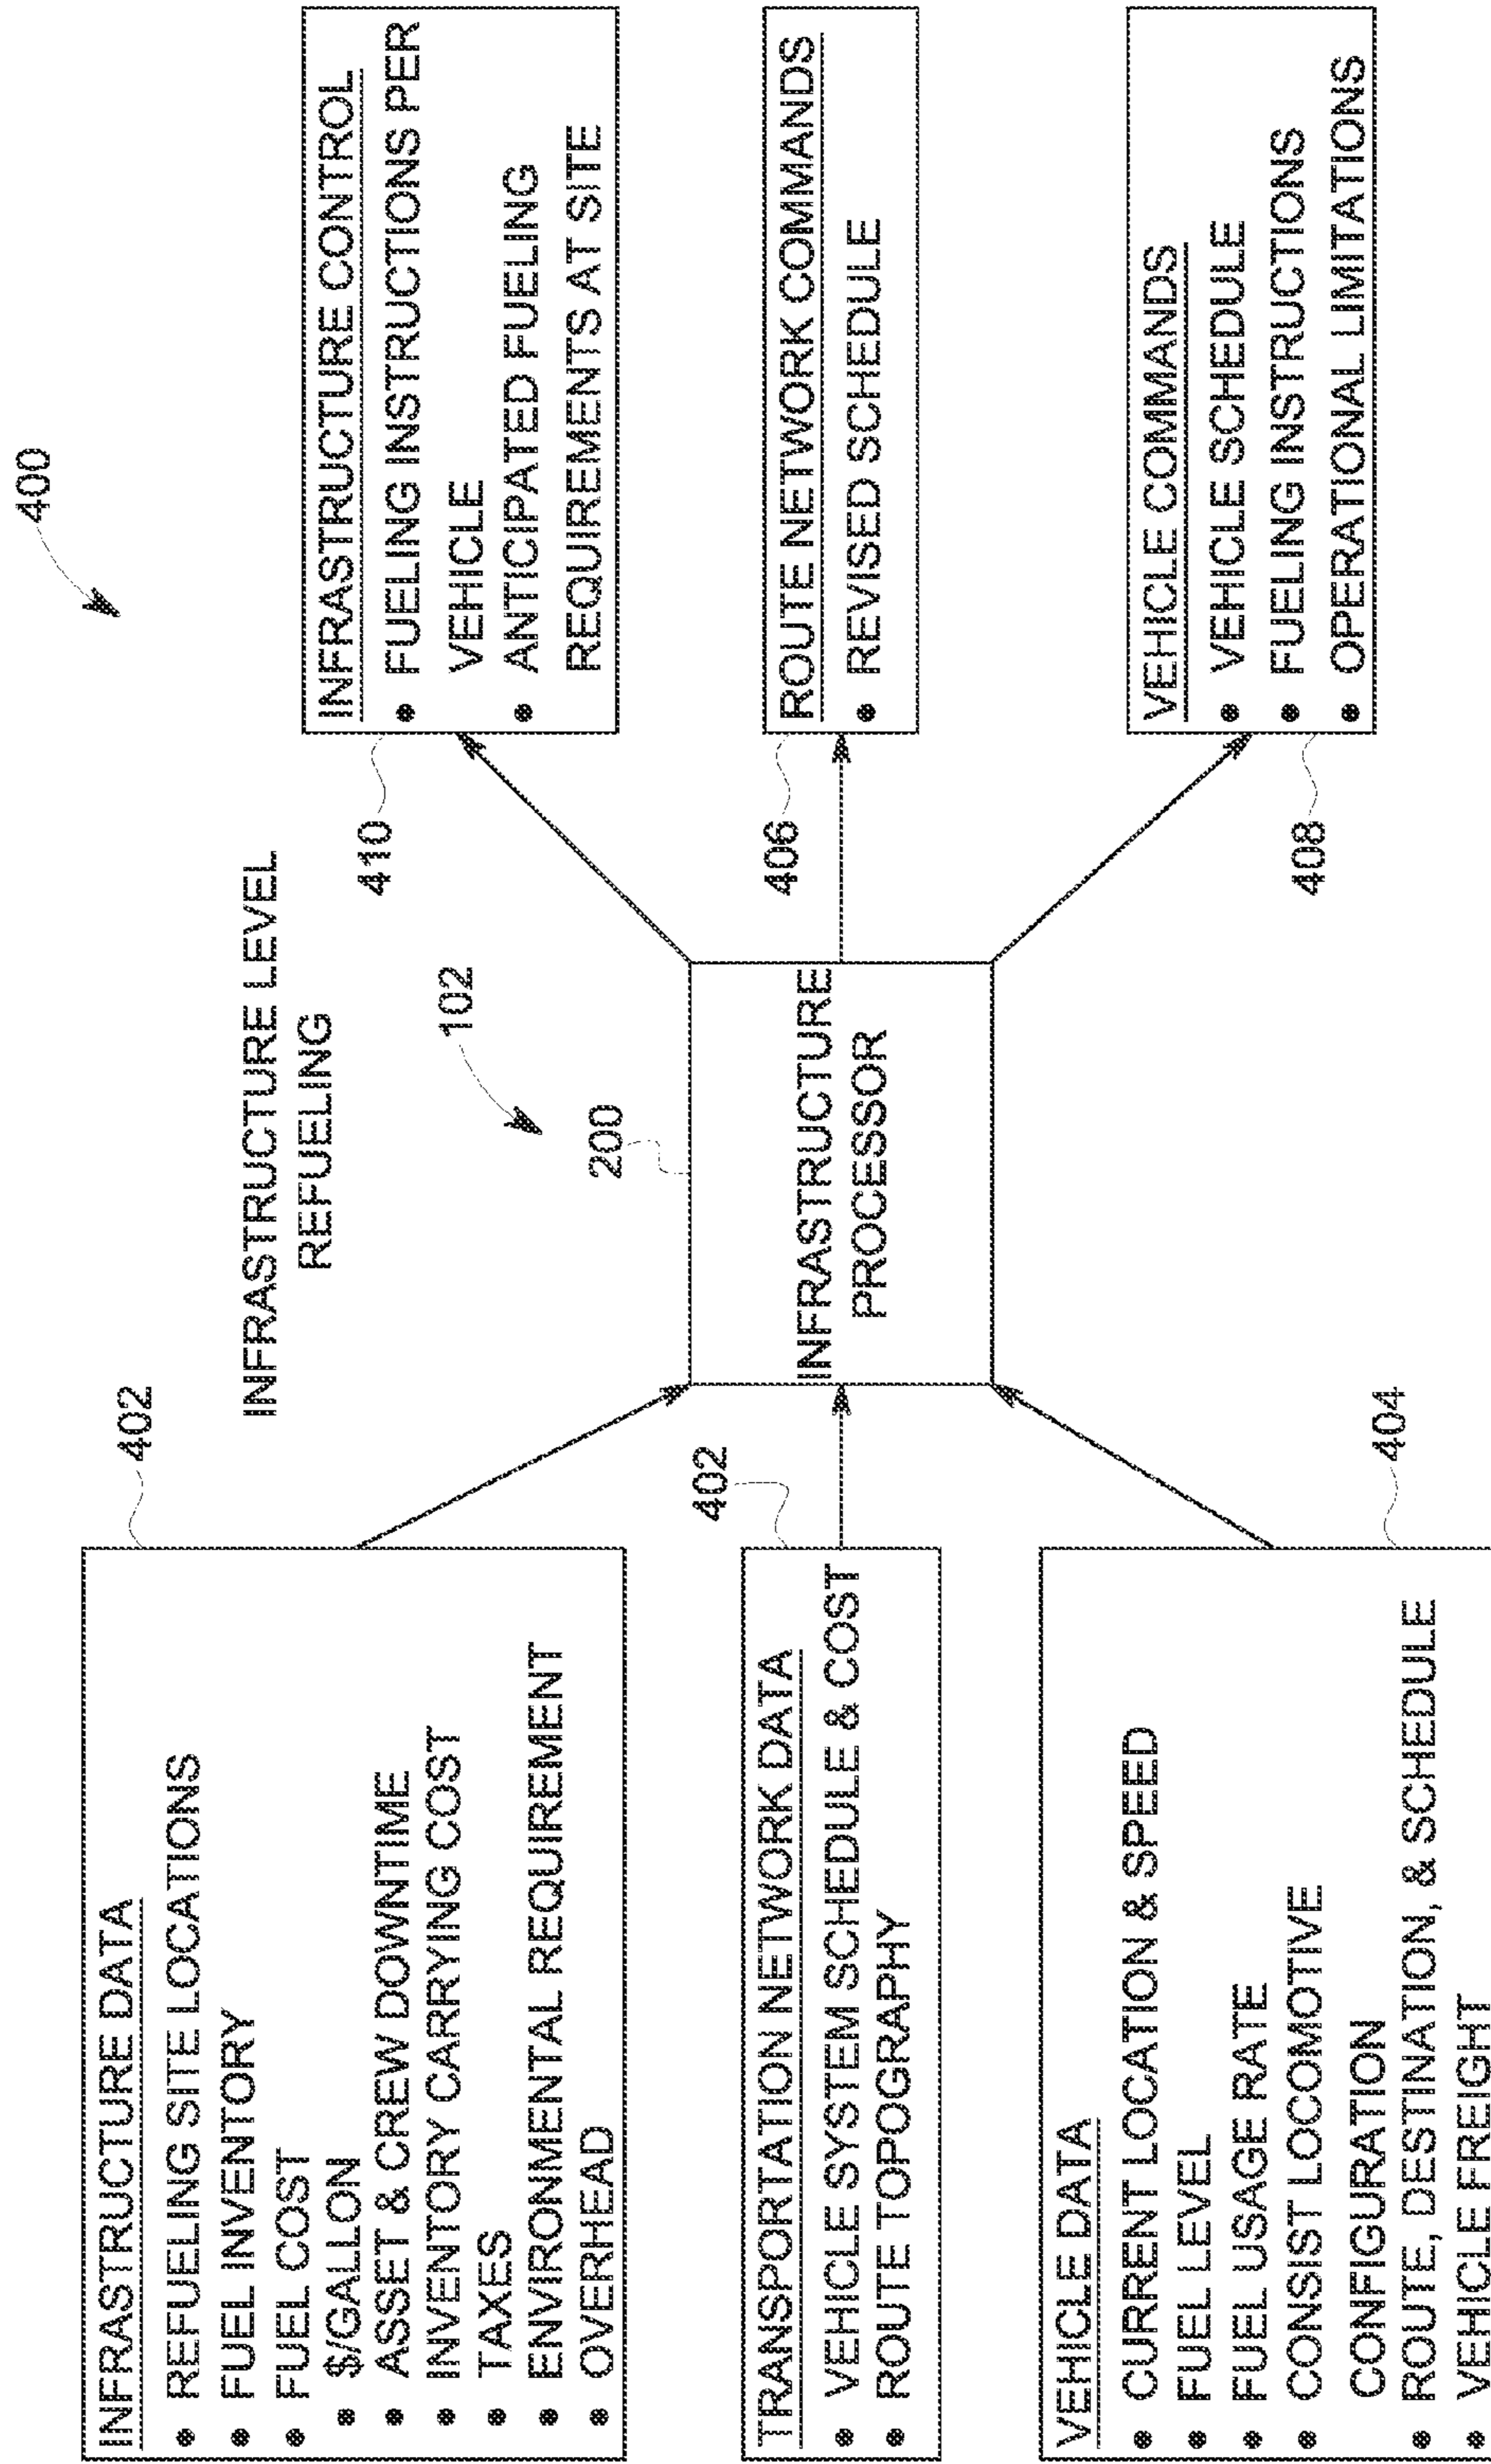 400
INFRASTRUCTURE LEVEL
REFUELING
402
INFRASTRUCTURE DATA
• REFUELING SITE LOCATIONS
• FUEL INVENTORY
• FUEL COST
• $/GALLON
• ASSET & CREW DOWNTIME
• INVENTORY CARRYING COST
• TAXES
• ENVIRONMENTAL REQUIREMENT
• OVERHEAD
402
TRANSPORTATION NETWORK DATA
• VEHICLE SYSTEM SCHEDULE & COST
• ROUTE TOPOGRAPHY
VEHICLE DATA
• CURRENT LOCATION & SPEED
• FUEL LEVEL
• FUEL USAGE RATE
• CONSIST LOCOMOTIVE
CONFIGURATION
• ROUTE, DESTINATION, & SCHEDULE
• VEHICLE FREIGHT
404
102
200
INFRASTRUCTURE
PROCESSOR
410
INFRASTRUCTURE CONTROL
• FUELING INSTRUCTIONS PER
VEHICLE
• ANTICIPATED FUELING
REQUIREMENTS AT SITE
406
ROUTE NETWORK COMMANDS
• REVISED SCHEDULE
VEHICLE COMMANDS
• VEHICLE SCHEDULE
• FUELING INSTRUCTIONS
• OPERATIONAL LIMITATIONS
408